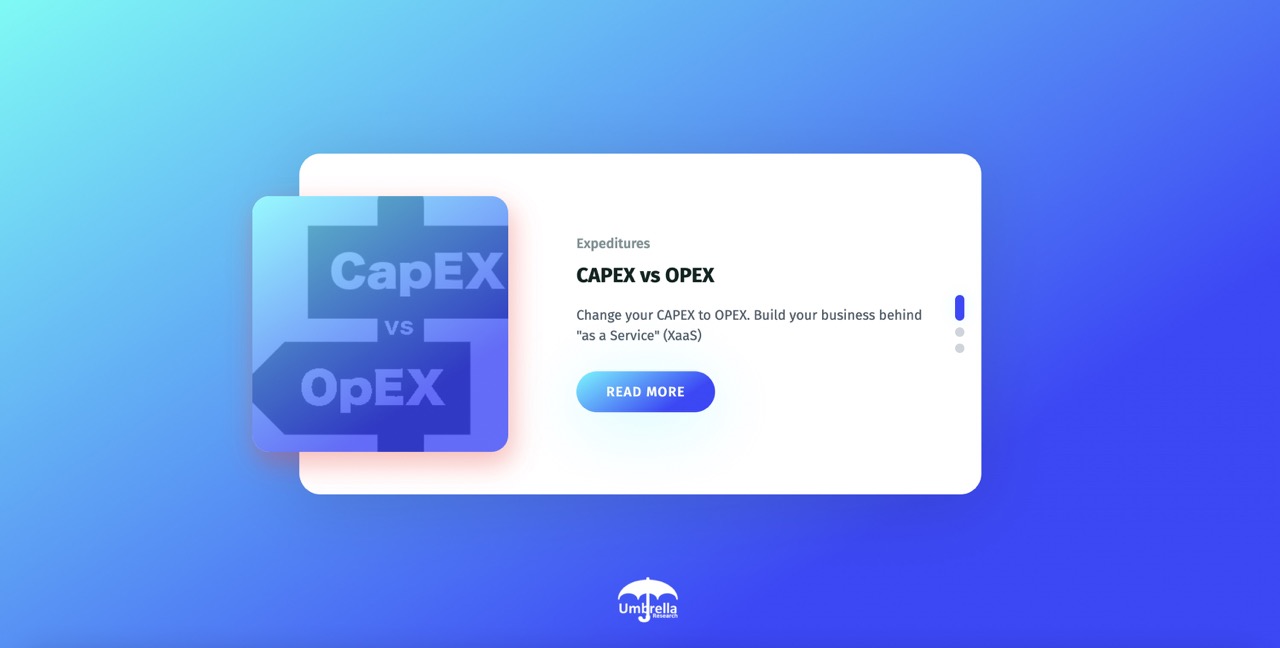 CapEX
vs
OpEX
Expeditures
CAPEX vs OPEX
Change your CAPEX to OPEX. Build your business behind
"as a Service" (XaaS)
READ MORE
Umbrella
Research